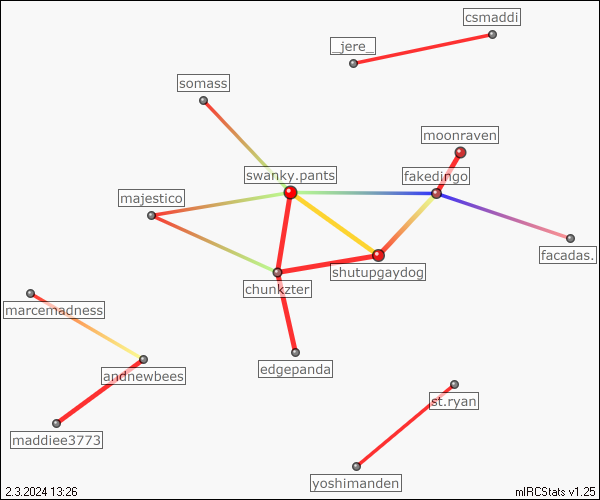 csmaddi
_jere_
somass
moonraven
swanky.pants
fakedingo
majestico
facadas.
shutupgaydog
chunkzter
marcemadness
edgepanda
andnewbees
st.ryan
maddiee3773
yoshimanden
2.3.2024 13:26
mIRCStats v1.25